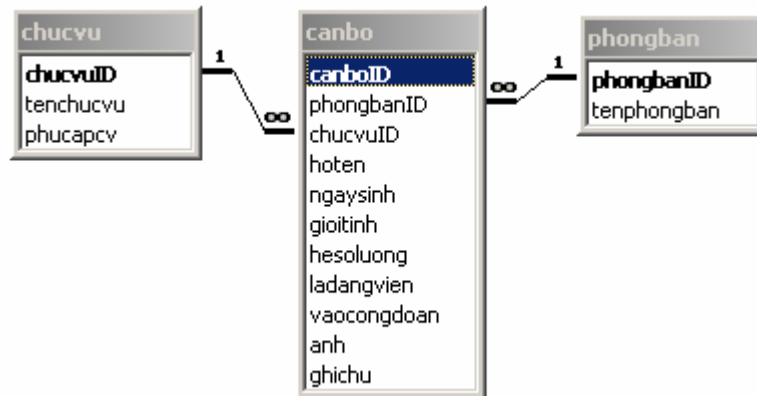 chucvu
chucvuID
tenchucvu
phucapcv
1
∞
canbo
canboID
phongbanID
chucvuID
hoten
ngaysinh
gioitinh
hesoluong
ladangvien
vaocongdoan
anh
ghichu
∞
1
phongban
phongbanID
tenphongban